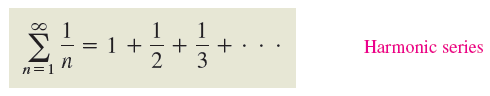 ∞∑n=1 1/n = 1 + 1/2 + 1/3 + · · · Harmonic series